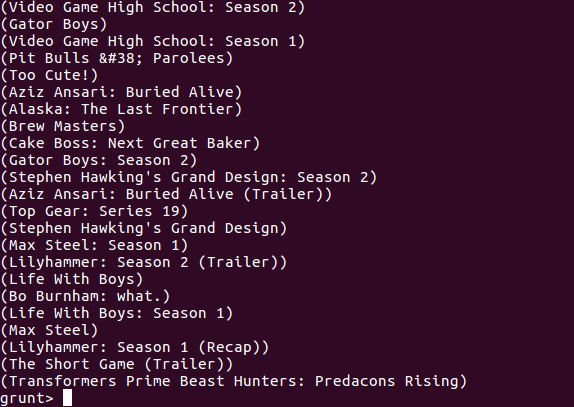 (Video Game High School: Season 2)
(Gator Boys)
(Video Game High School: Season 1)
(Pit Bulls &#38; Parolees)
(Too Cute!)
(Aziz Ansari: Buried Alive)
(Alaska: The Last Frontier)
(Brew Masters)
(Cake Boss: Next Great Baker)
(Gator Boys: Season 2)
(Stephen Hawking's Grand Design: Season 2)
(Aziz Ansari: Buried Alive (Trailer))
(Top Gear: Series 19)
(Stephen Hawking's Grand Design)
(Max Steel: Season 1)
(Lilyhammer: Season 2 (Trailer))
(Life With Boys)
(Bo Burnham: what.)
(Life With Boys: Season 1)
(Max Steel)
(Lilyhammer: Season 1 (Recap))
(The Short Game (Trailer))
(Transformers Prime Beast Hunters: Predacons Rising)
grunt>